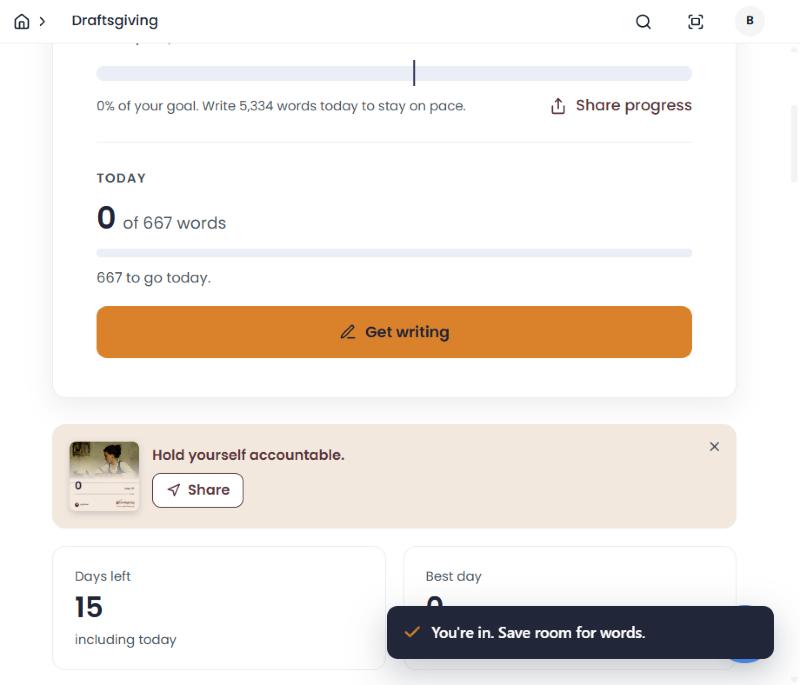 Draftsgiving
B
0% of your goal. Write 5,334 words today to stay on pace.
Share progress
TODAY
0 of 667 words
667 to go today.
Get writing
Hold yourself accountable.
0
Share
Days left
15
including today
Best day
0
You're in. Save room for words.